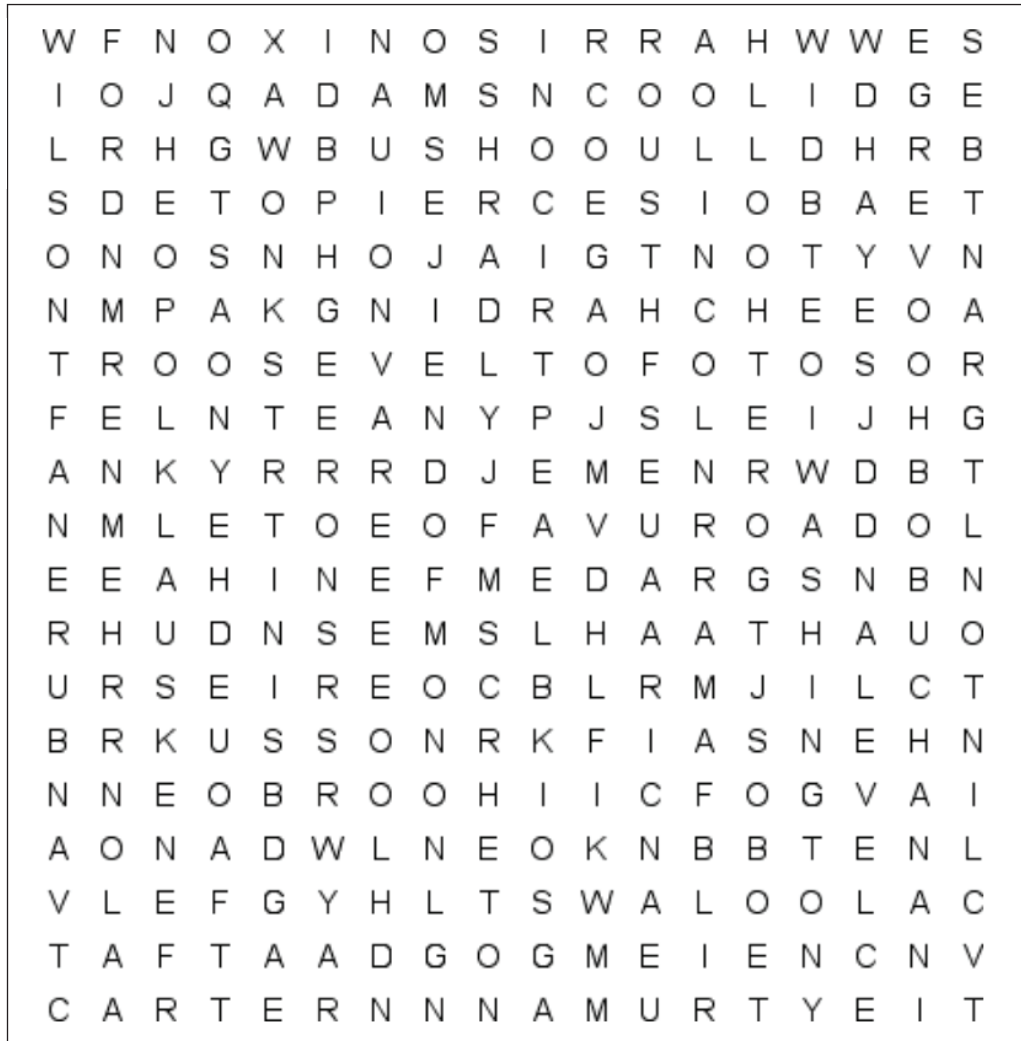 W F N O X I N O S I R R A H W W E S
I O J Q A D A M S N C O O L I D G E
L R H G W B U S H O O U L L D H R B
S D E T O P I E R C E S I O B A E T
O N O S N H O J A I G T N O T Y V N
N M P A K G N I D R A H C H E E O A
T R O O S E V E L T O F O T O S O R
F E L N T E A N Y P J S L E I J H G
A N K Y R R R D J E M E N R W D B T
N M L E T O E O F A V U R O A D O L
E E A H I N E F M E D A R G S N B N
R H U D N S E M S L H A A T H A U O
U R S E I R E O C B L R M J I L C T
B R K U S S O N R K F I A S N E H N
N N E O B R O O H I I C F O G V A I
A O N A D W L N E O K N B B T E N L
V L E F G Y H L T S W A L O O L A C
T A F T A A D G O G M E I E N C N V
C A R T E R N N N A M U R T Y E I T